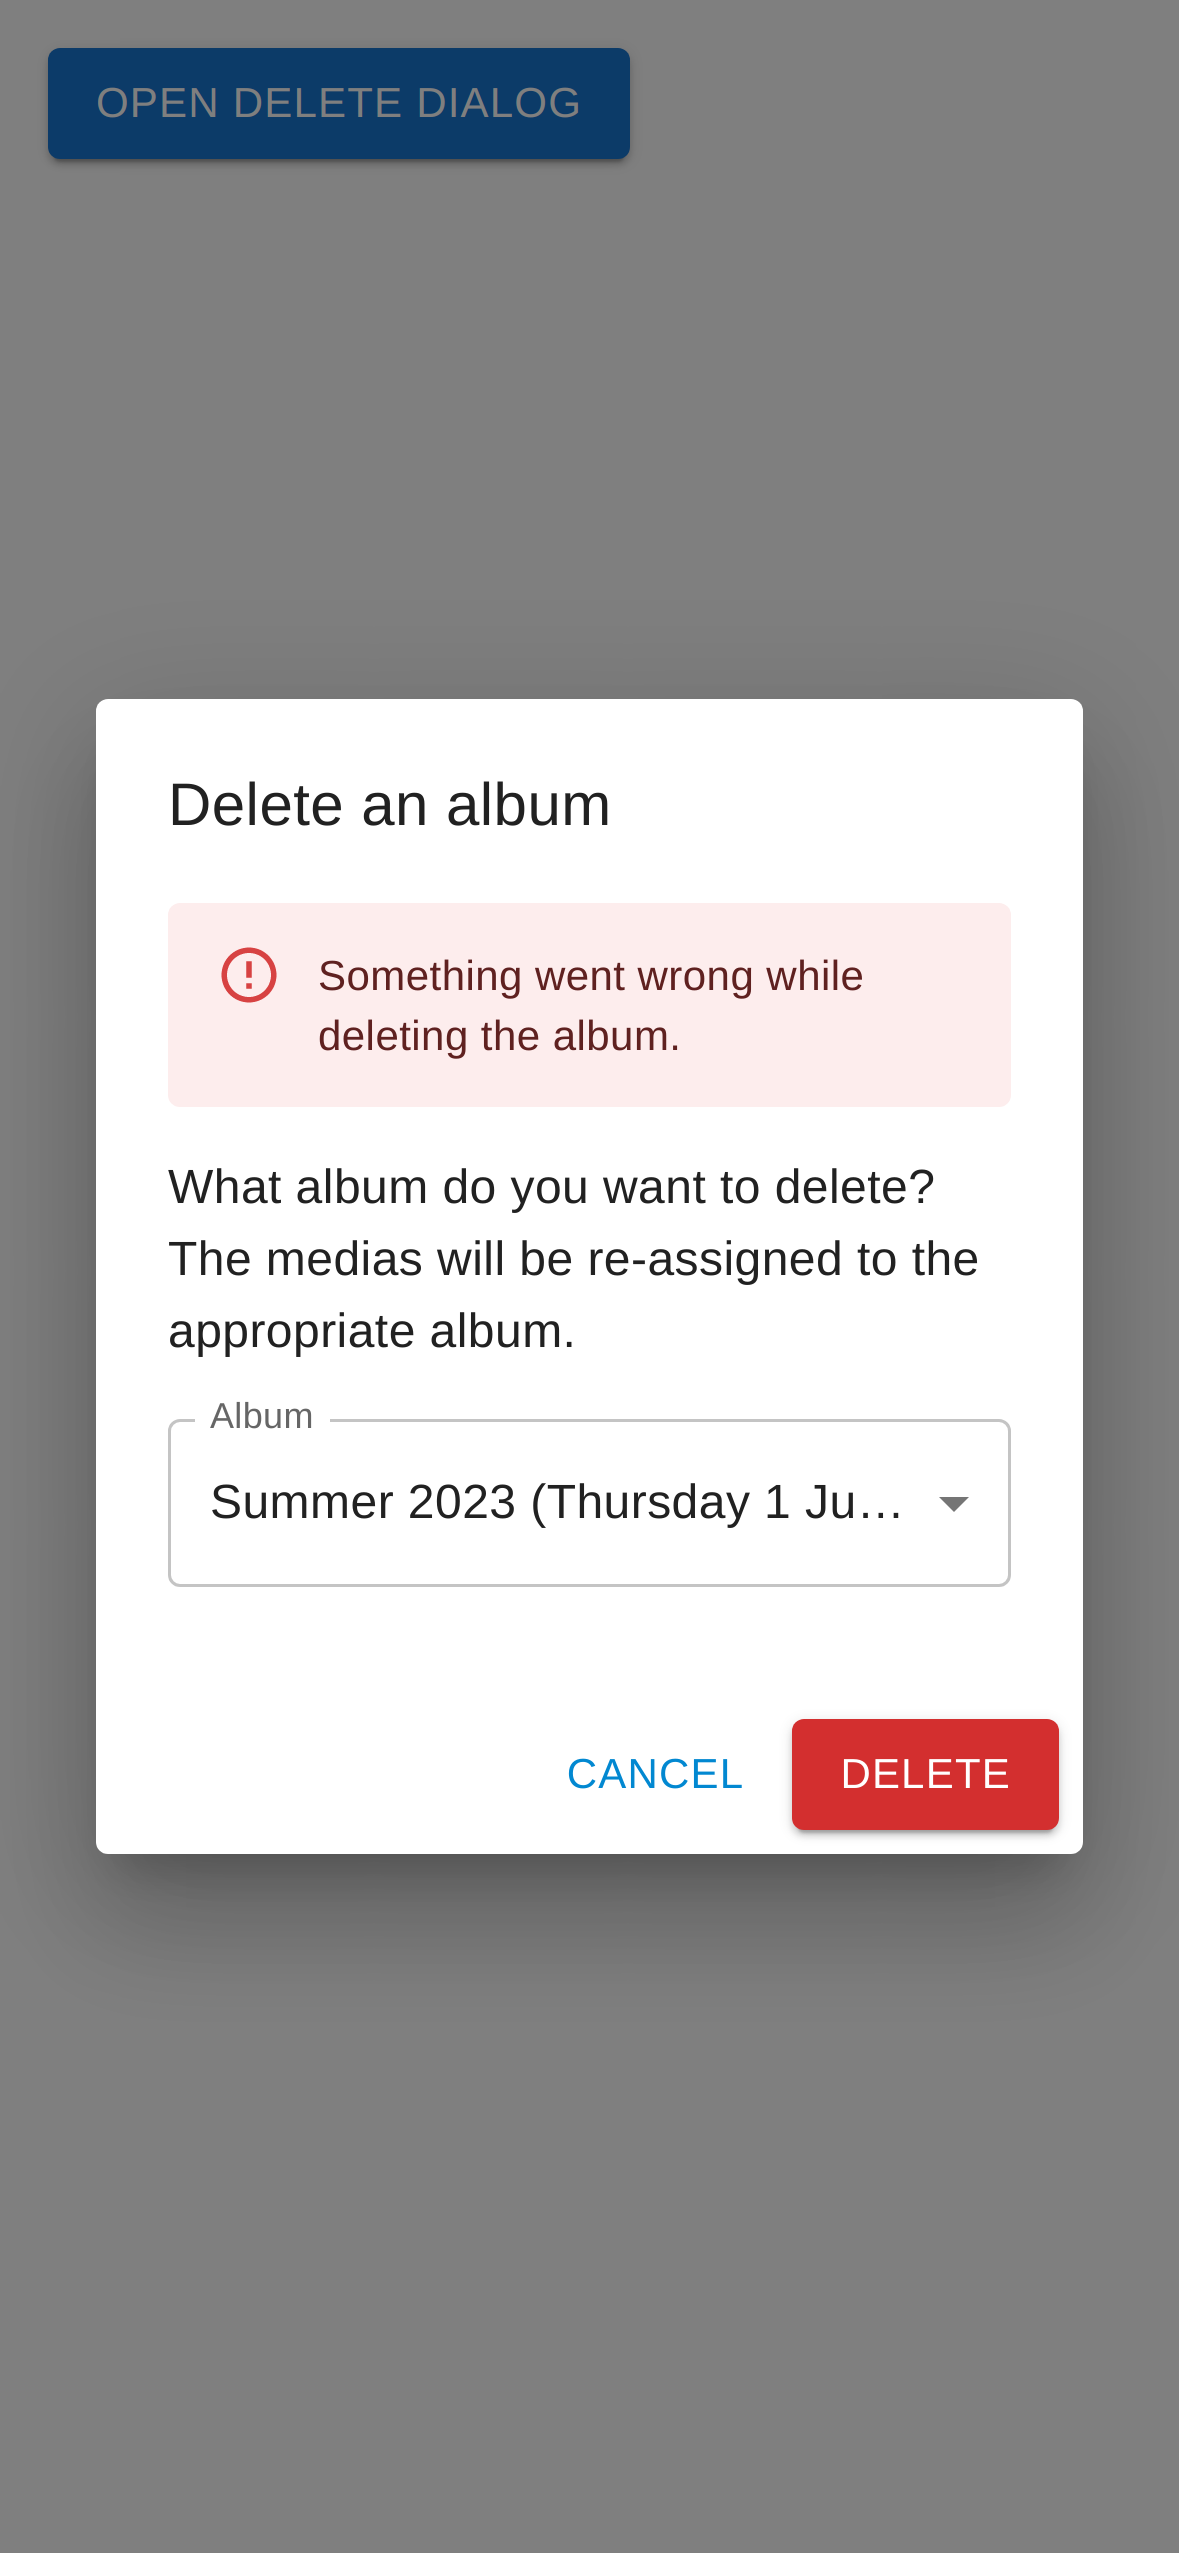 OPEN DELETE DIALOG
Delete an album
Something went wrong while
deleting the album.
What album do you want to delete?
The medias will be re-assigned to the
appropriate album.
Album
Summer 2023 (Thursday 1 Ju…
CANCEL
DELETE